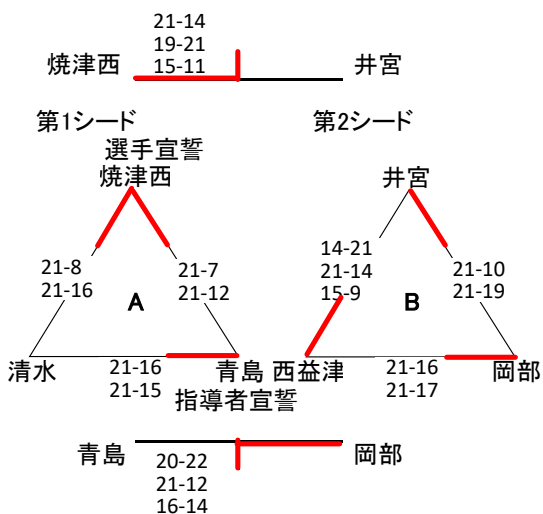 21-14
19-21
15-11
焼津西
井宮
第1シード
第2シード
選手宣誓
焼津西
井宮
21-8
21-16
21-7
21-12
A
14-21
21-14
15-9
21-10
21-19
B
清水
21-16
21-15
青島
指導者宣誓
西益津
21-16
21-17
岡部
青島
岡部
20-22
21-12
16-14